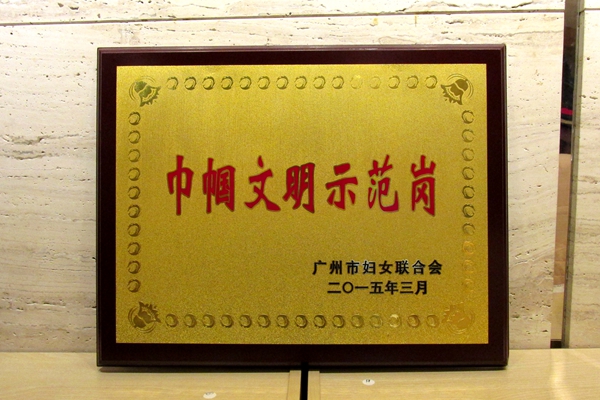 巾帼文明示范岗
广州市妇女联合会
二〇一五年三月